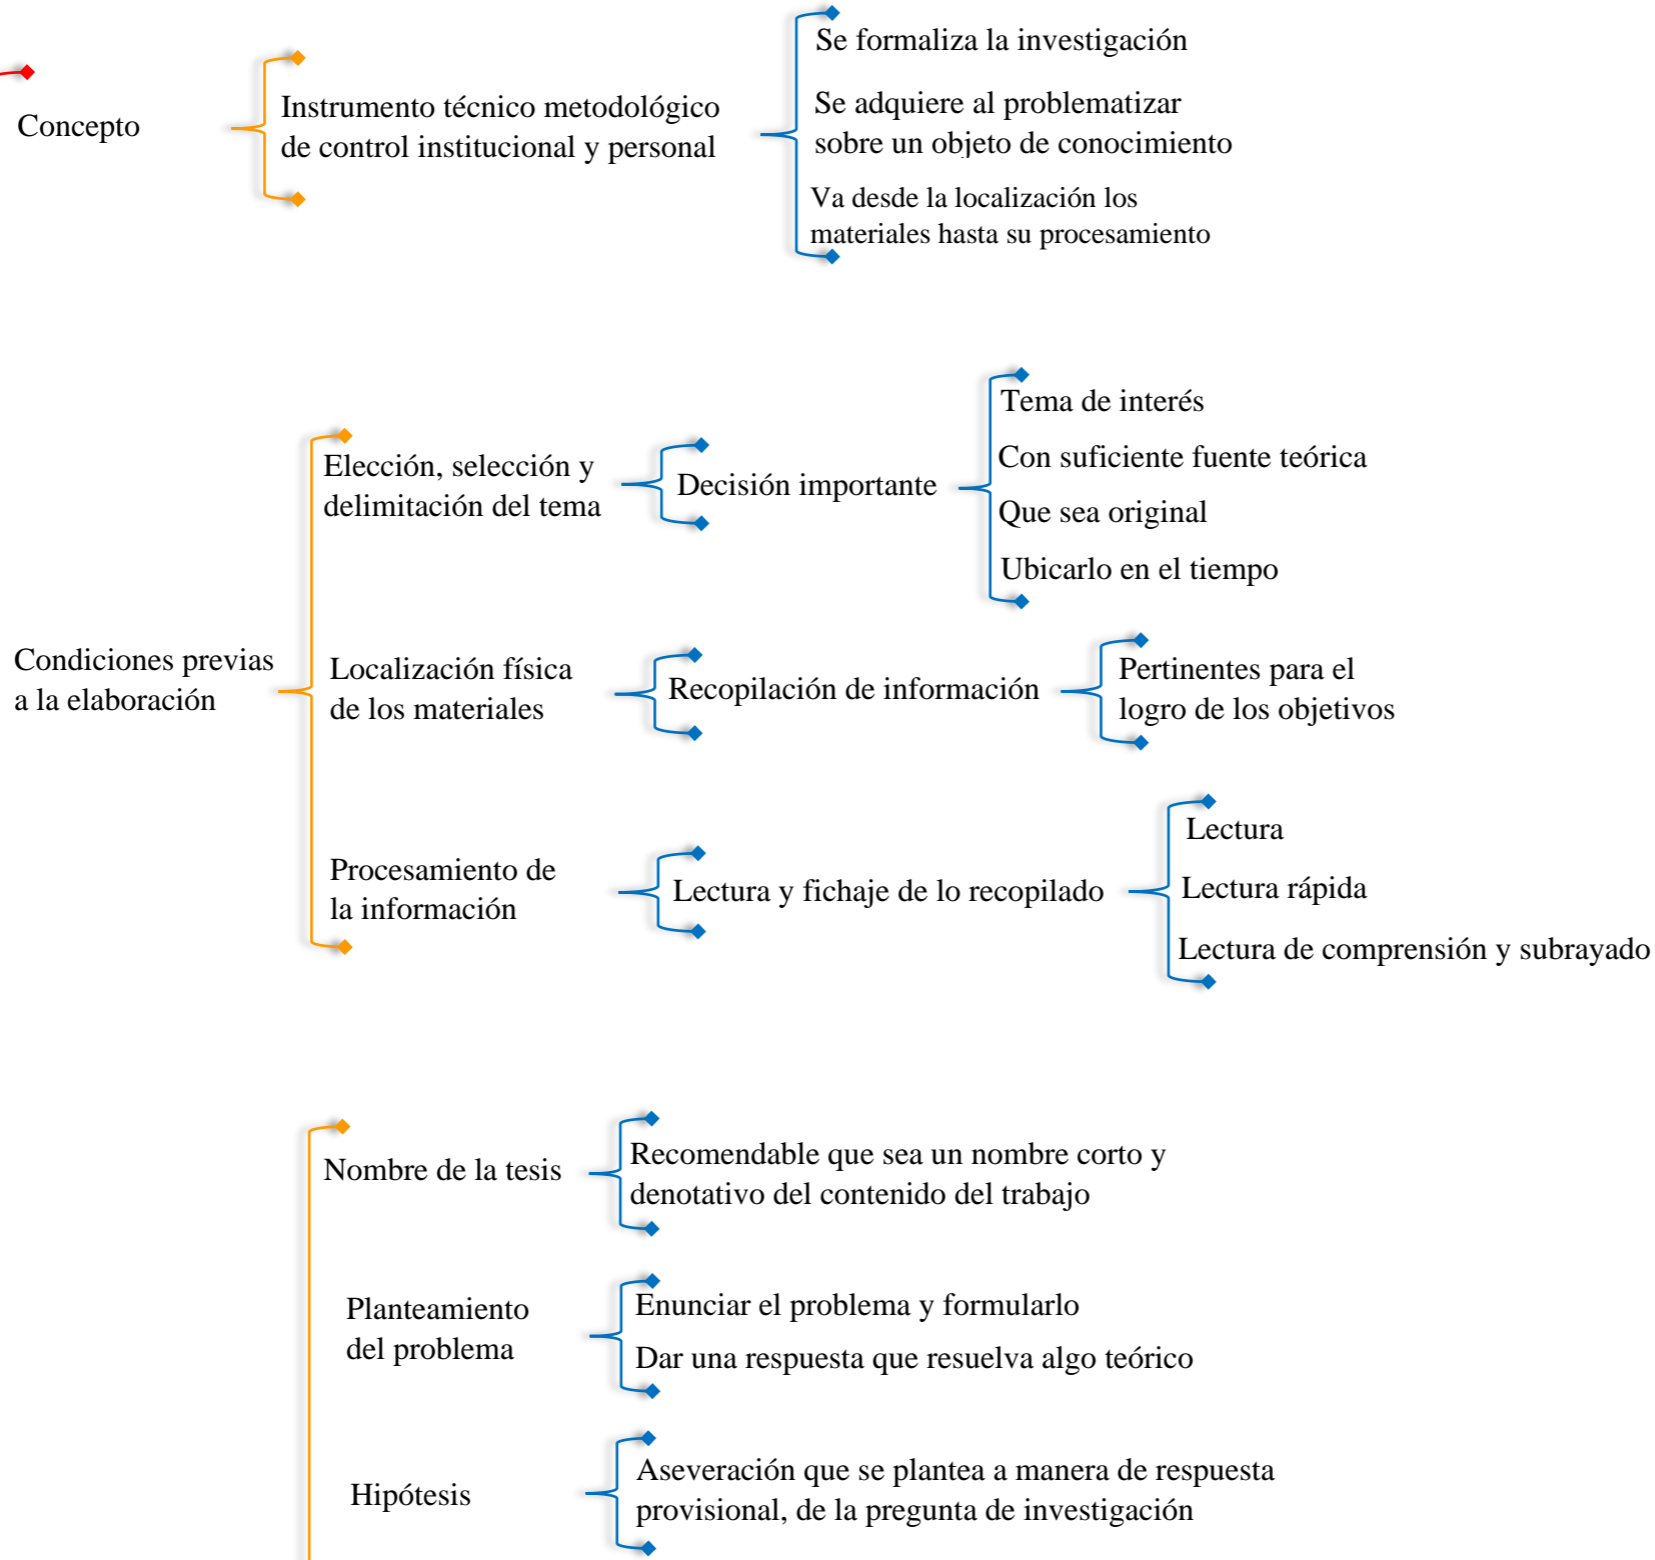 Concepto
Instrumento técnico metodológico
de control institucional y personal
Se formaliza la investigación
Se adquiere al problematizar
sobre un objeto de conocimiento
Va desde la localización los
materiales hasta su procesamiento
Condiciones previas
a la elaboración
Elección, selección y
delimitación del tema
Decisión importante
Tema de interés
Con suficiente fuente teórica
Que sea original
Ubicarlo en el tiempo
Localización física
de los materiales
Recopilación de información
Pertinentes para el
logro de los objetivos
Procesamiento de
la información
Lectura y fichaje de lo recopilado
Lectura
Lectura rápida
Lectura de comprensión y subrayado
Nombre de la tesis
Recomendable que sea un nombre corto y
denotativo del contenido del trabajo
Planteamiento
del problema
Enunciar el problema y formularlo
Dar una respuesta que resuelva algo teórico
Hipótesis
Aseveración que se plantea a manera de respuesta
provisional, de la pregunta de investigación